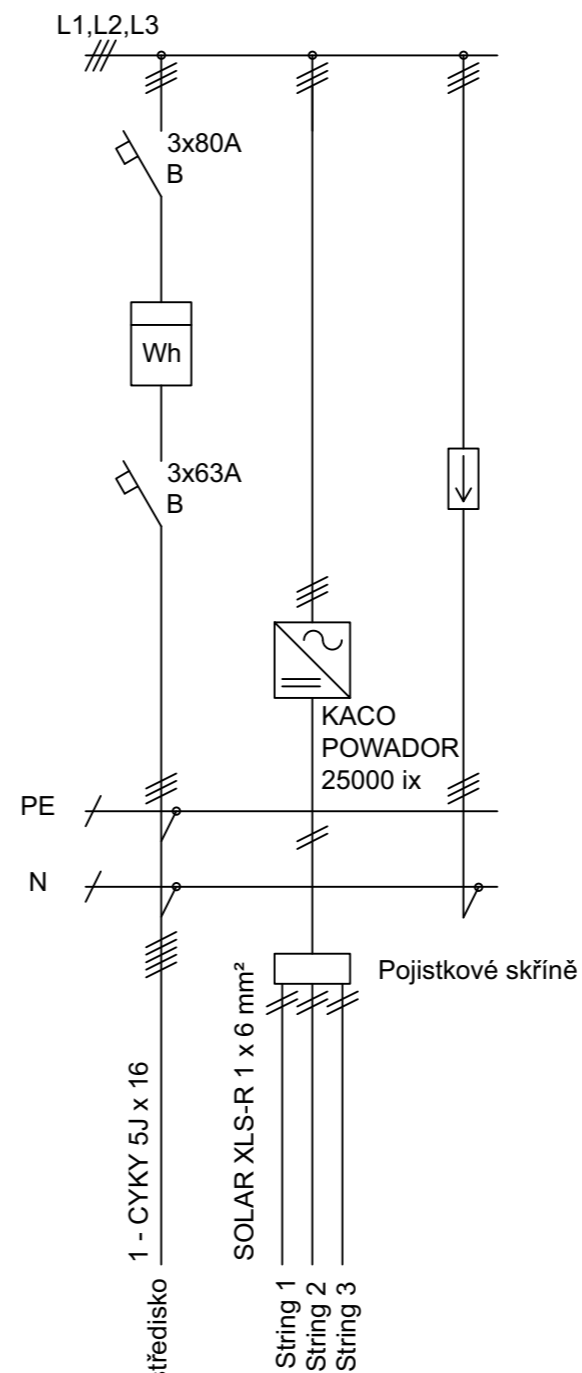 L1,L2,L3
3x80A
B
Wh
3x63A
B
KACO
POWADOR
25000 ix
PE
N
Pojistkové skříně
1 - CYKY 5J x 16
SOLAR XLS-R 1 x 6 mm²
String 1
String 2
String 3